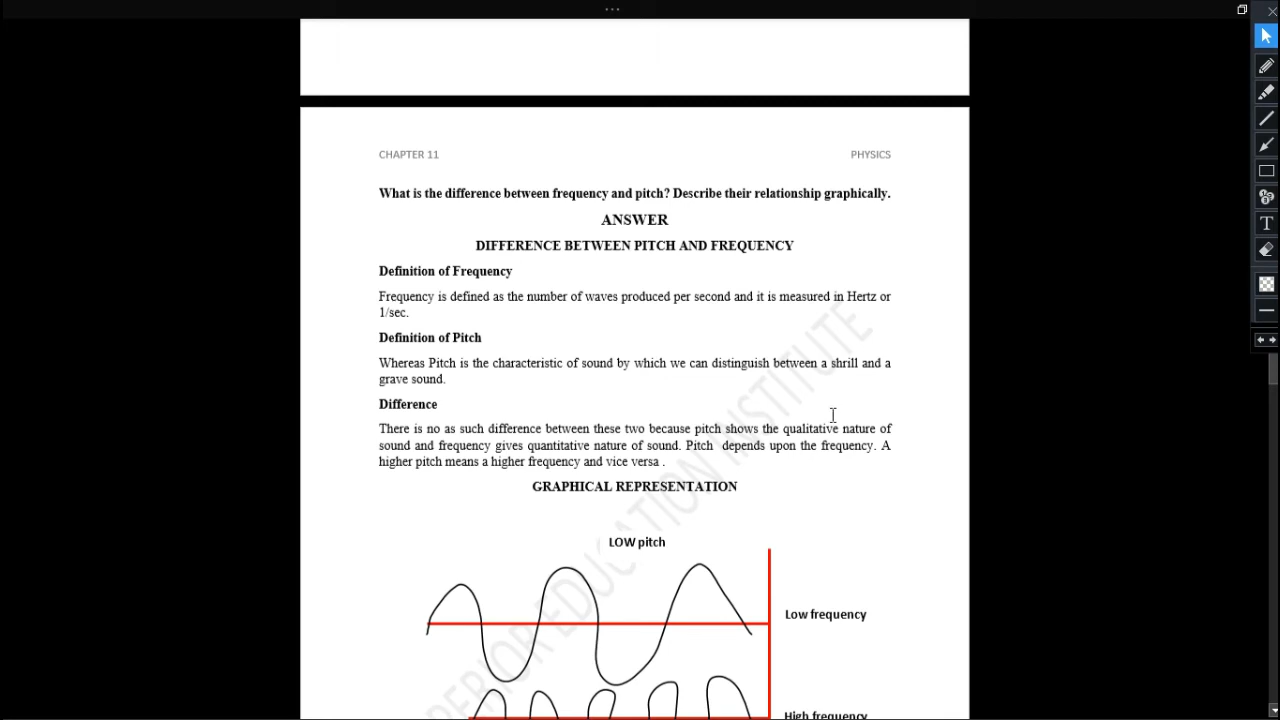 CHAPTER 11 PHYSICS
What is the difference between frequency and pitch? Describe their relationship graphically.
ANSWER
DIFFERENCE BETWEEN PITCH AND FREQUENCY
Definition of Frequency
Frequency is defined as the number of waves produced per second and it is measured in Hertz or
1/sec.
Definition of Pitch
Whereas Pitch is the characteristic of sound by which we can distinguish between a shrill and a
grave sound.
Difference
There is no as such difference between these two because pitch shows the qualitative nature of
sound and frequency gives quantitative nature of sound. Pitch depends upon the frequency. A
higher pitch means a higher frequency and vice versa .
GRAPHICAL REPRESENTATION
LOW pitch
Low frequency
High frequency
PERIOR EDUCATION INSTITUTE